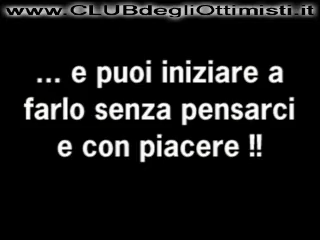 www.CLUBdegliOttimisti.it
... e puoi iniziare a
farlo senza pensarci
e con piacere !!